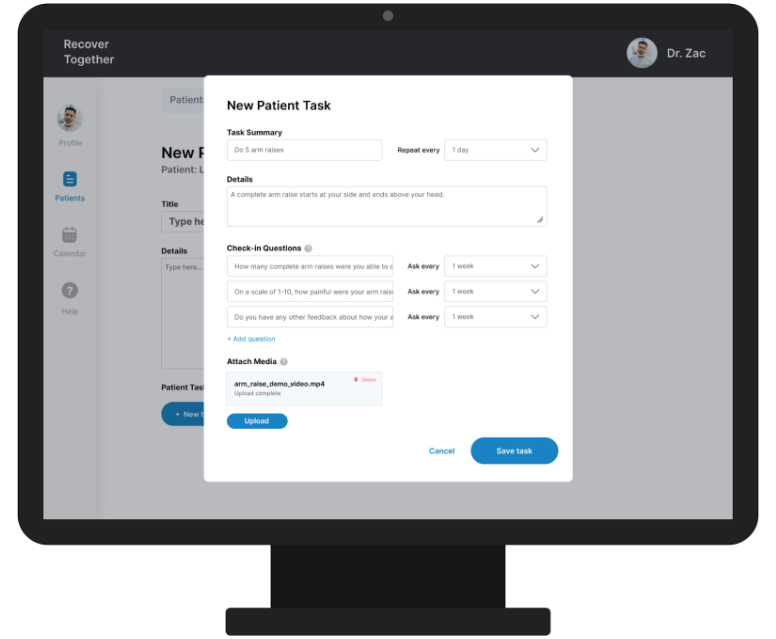 Recover
Together
Dr. Zac
Profile
Patients
Calendar
Help
Patient
New P
Patient: L
Title
Type he
Details
Type here...
Patient Tas
+ New t
New Patient Task
Task Summary
Do 5 arm raises
Repeat every
1 day
Details
A complete arm raise starts at your side and ends above your head.
Check-in Questions ?
How many complete arm raises were you able to c
Ask every
1 week
On a scale of 1-10, how painful were your arm rais
Ask every
1 week
Do you have any other feedback about how your a
Ask every
1 week
+ Add question
Attach Media ?
arm_raise_demo_video.mp4
Delete
Upload complete
Upload
Cancel
Save task